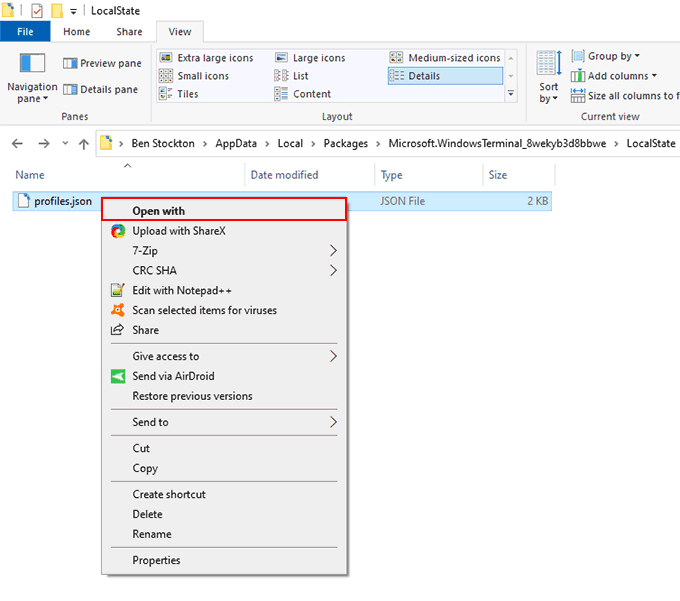 LocalState
File Home Share View
Navigation pane
Preview pane
Details pane
Panes
Extra large icons Large icons Medium-sized icons
Small icons List Details
Tiles Content
Layout
Sort by
Group by
Add columns
Size all columns to f
Current view
Ben Stockton AppData Local Packages Microsoft.WindowsTerminal_8wekyb3d8bbwe LocalState
Name Date modified Type Size
profiles.json JSON File 2 KB
Open with
Upload with ShareX
7-Zip
CRC SHA
Edit with Notepad++
Scan selected items for viruses
Share
Give access to
Send via AirDroid
Restore previous versions
Send to
Cut
Copy
Create shortcut
Delete
Rename
Properties